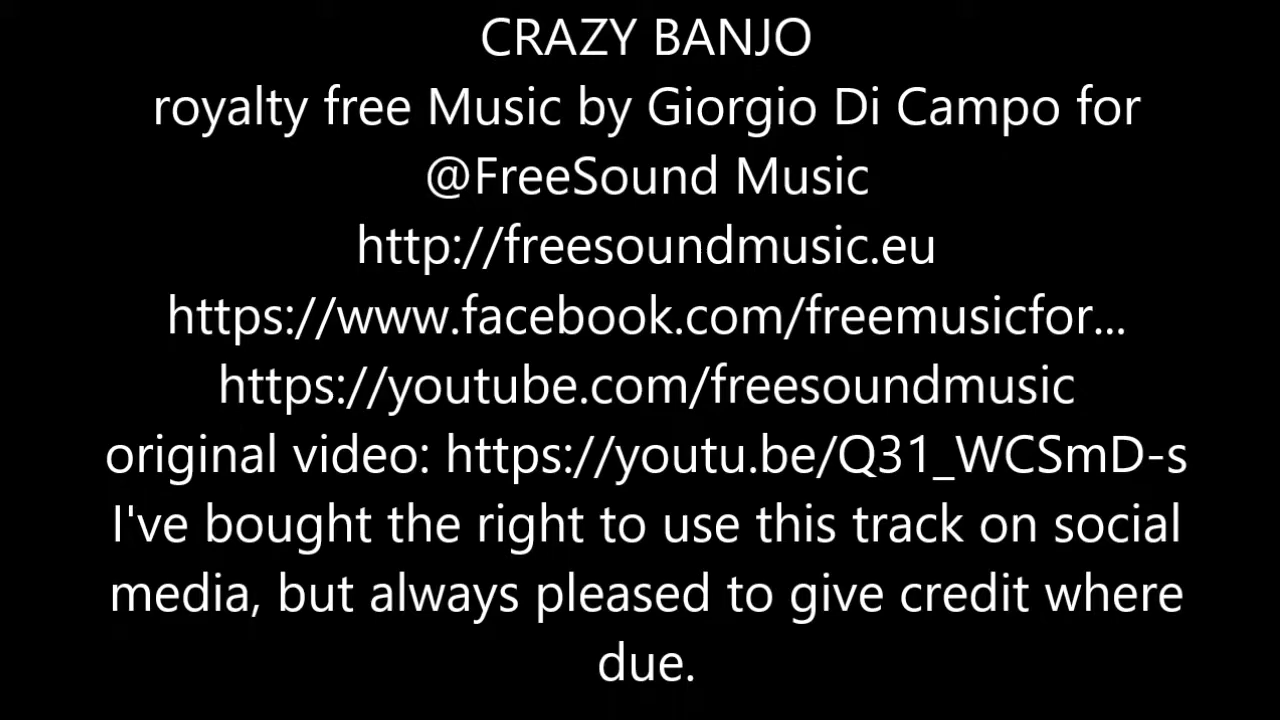 CRAZY BANJO
royalty free Music by Giorgio Di Campo for
@FreeSound Music
http://freesoundmusic.eu
https://www.facebook.com/freemusicfor...
https://youtube.com/freesoundmusic
original video: https://youtu.be/Q31_WCSmD-s
I've bought the right to use this track on social
media, but always pleased to give credit where
due.